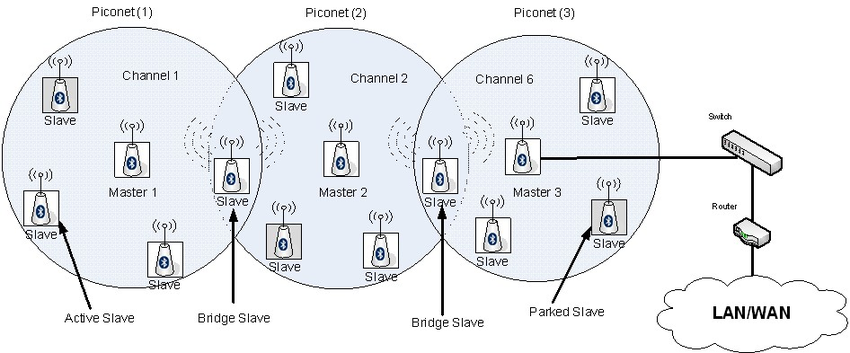 Piconet (1)
Piconet (2)
Piconet (3)
Channel 1
Channel 2
Channel 6
Slave
Slave
Slave
Switch
Master 1
Slave
Master 2
Slave
Master 3
Slave
Slave
Slave
Slave
Slave
Slave
Slave
Router
Active Slave
Bridge Slave
Bridge Slave
Parked Slave
LAN/WAN